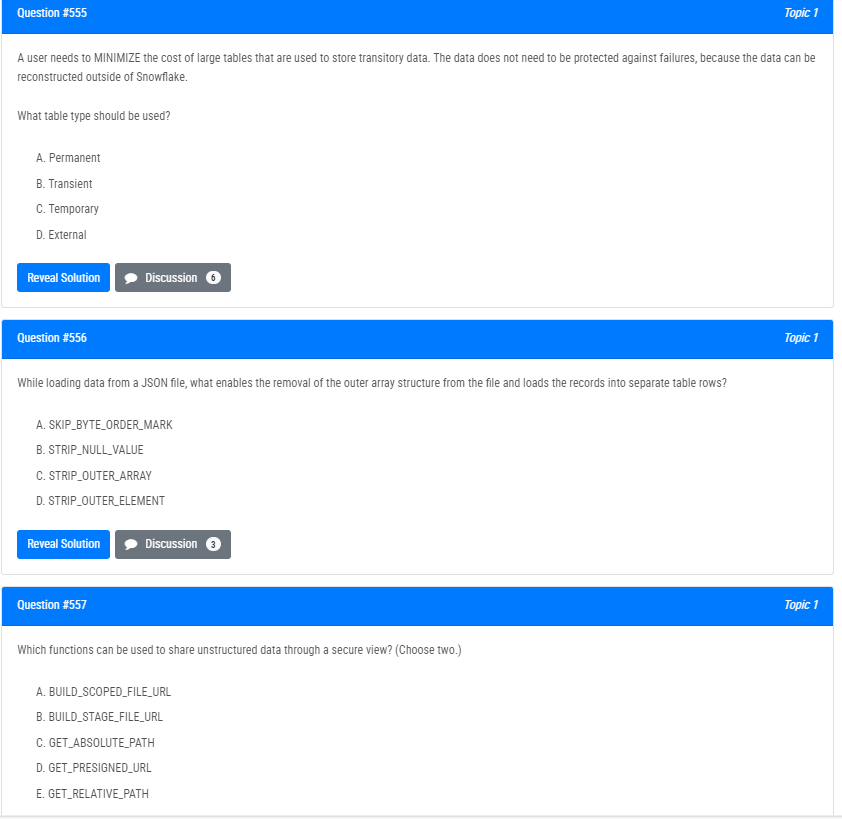 Question #555
Topic 1
A user needs to MINIMIZE the cost of large tables that are used to store transitory data. The data does not need to be protected against failures, because the data can be
reconstructed outside of Snowflake.
What table type should be used?
A. Permanent
B. Transient
C. Temporary
D. External
Reveal Solution
Discussion 6
Question #556
Topic 1
While loading data from a JSON file, what enables the removal of the outer array structure from the file and loads the records into separate table rows?
A. SKIP_BYTE_ORDER_MARK
B. STRIP_NULL_VALUE
C. STRIP_OUTER_ARRAY
D. STRIP_OUTER_ELEMENT
Reveal Solution
Discussion 3
Question #557
Topic 1
Which functions can be used to share unstructured data through a secure view? (Choose two.)
A. BUILD_SCOPED_FILE_URL
B. BUILD_STAGE_FILE_URL
C. GET_ABSOLUTE_PATH
D. GET_PRESIGNED_URL
E. GET_RELATIVE_PATH